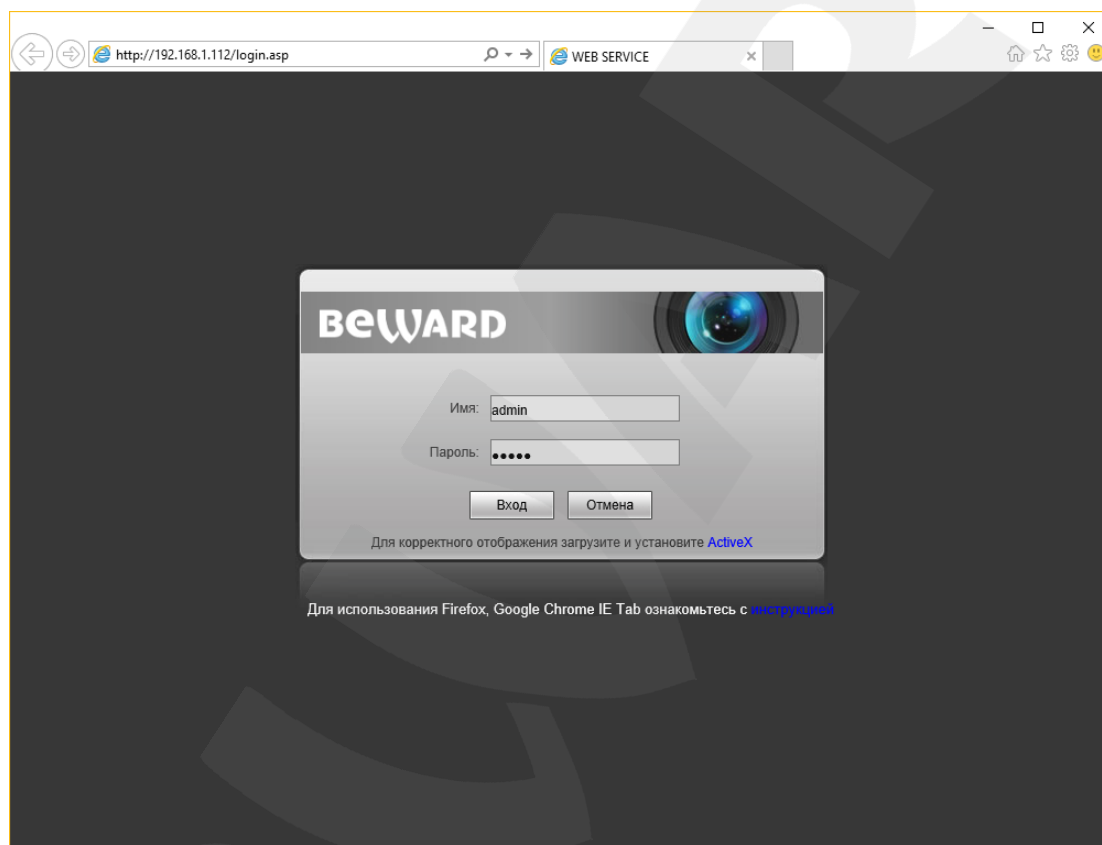 http://192.168.1.112/login.asp
WEB SERVICE
BEWARD
Имя: admin
Пароль: •••••
Вход Отмена
Для корректного отображения загрузите и установите ActiveX
Для использования Firefox, Google Chrome IE Tab ознакомьтесь с инструкцией